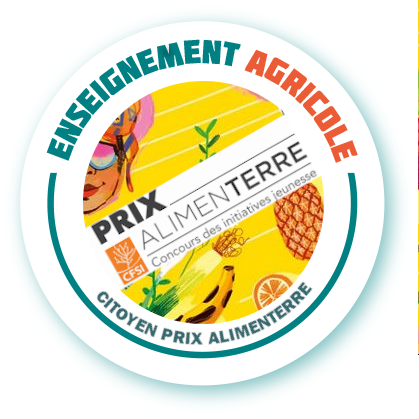 ENSEIGNEMENT AGRICOLE
PRIX
ALIMENTERRE
Concours des initiatives jeunesse
CFSI
CITOYEN PRIX ALIMENTERRE